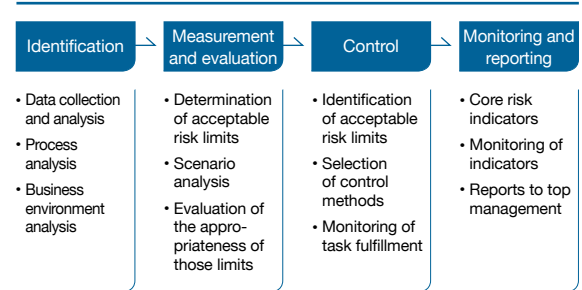 Identification
Measurement
and evaluation
Control
Monitoring and
reporting
• Data collection
and analysis
• Process
analysis
• Business
environment
analysis
• Determination
of acceptable
risk limits
• Scenario
analysis
• Evaluation of
the appro-
priateness of
those limits
• Identification
of acceptable
risk limits
• Selection
of control
methods
• Monitoring of
task fulfillment
• Core risk
indicators
• Monitoring of
indicators
• Reports to top
management